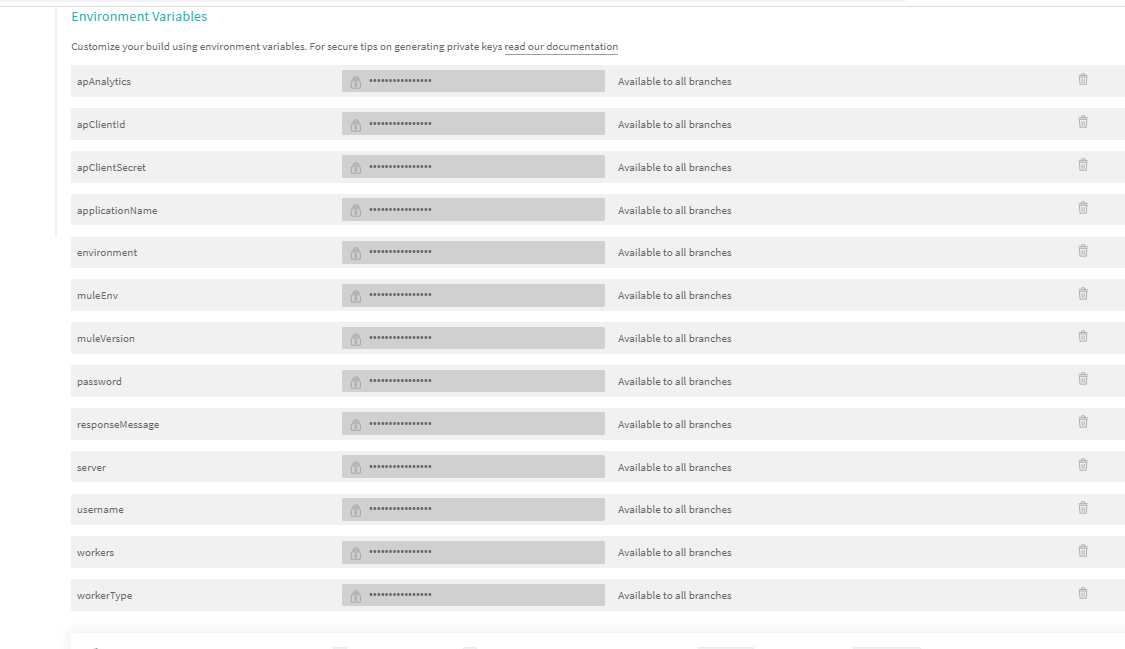 Environment Variables
Customize your build using environment variables. For secure tips on generating private keys read our documentation
apAnalytics •••••••••••••••• Available to all branches
apClientId •••••••••••••••• Available to all branches
apClientSecret •••••••••••••••• Available to all branches
applicationName •••••••••••••••• Available to all branches
environment •••••••••••••••• Available to all branches
muleEnv •••••••••••••••• Available to all branches
muleVersion •••••••••••••••• Available to all branches
password •••••••••••••••• Available to all branches
responseMessage •••••••••••••••• Available to all branches
server •••••••••••••••• Available to all branches
username •••••••••••••••• Available to all branches
workers •••••••••••••••• Available to all branches
workerType •••••••••••••••• Available to all branches